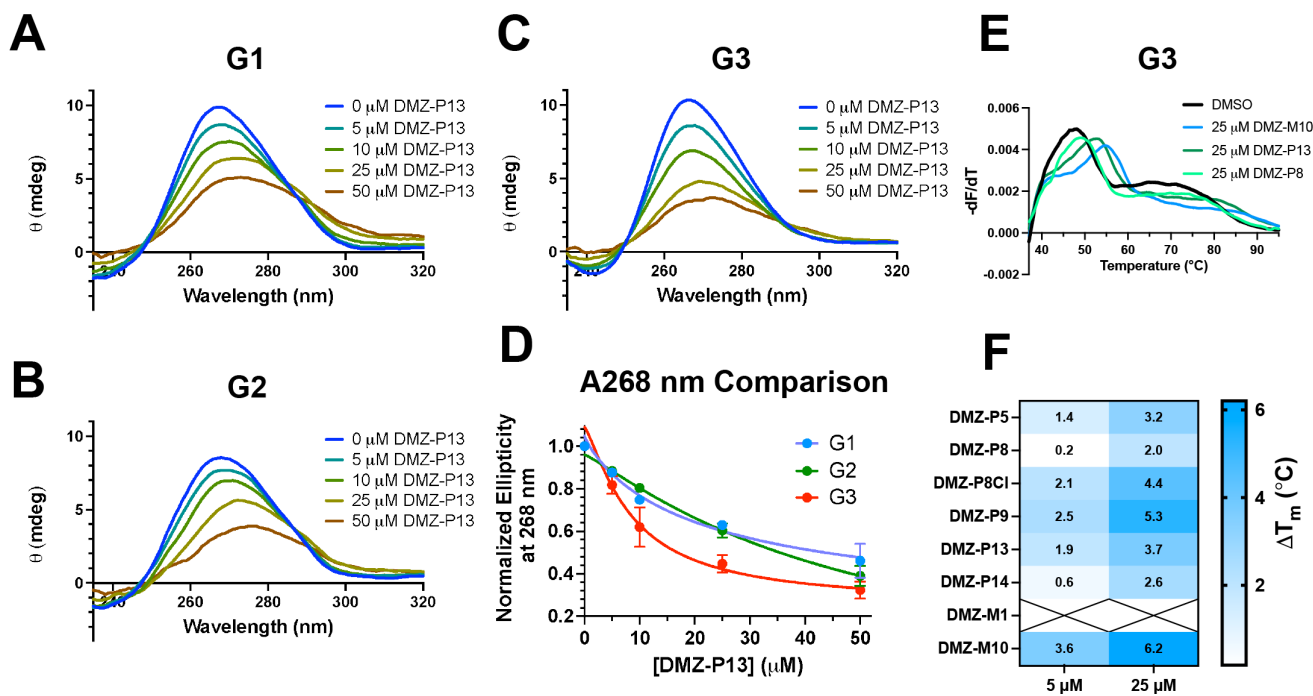 A
G1
θ (mdeg)
10
5
0
240
260
280
300
320
Wavelength (nm)
0 μM DMZ-P13
5 μM DMZ-P13
10 μM DMZ-P13
25 μM DMZ-P13
50 μM DMZ-P13
B
G2
θ (mdeg)
10
5
0
240
260
280
300
320
Wavelength (nm)
0 μM DMZ-P13
5 μM DMZ-P13
10 μM DMZ-P13
25 μM DMZ-P13
50 μM DMZ-P13
C
G3
θ (mdeg)
10
5
0
240
260
280
300
320
Wavelength (nm)
0 μM DMZ-P13
5 μM DMZ-P13
10 μM DMZ-P13
25 μM DMZ-P13
50 μM DMZ-P13
D
A268 nm Comparison
Normalized Ellipticity
at 268 nm
1.0
0.8
0.6
0.4
0.2
0
10
20
30
40
50
[DMZ-P13] (μM)
G1
G2
G3
E
G3
-dF/dT
0.006
0.004
0.002
0.000
-0.002
40
50
60
70
80
90
Temperature (°C)
DMSO
25 μM DMZ-M10
25 μM DMZ-P13
25 μM DMZ-P8
F
DMZ-P5 1.4 3.2
DMZ-P8 0.2 2.0
DMZ-P8Cl 2.1 4.4
DMZ-P9 2.5 5.3
DMZ-P13 1.9 3.7
DMZ-P14 0.6 2.6
DMZ-M1
DMZ-M10 3.6 6.2
5 μM 25 μM
6
4
2
ΔTm (°C)